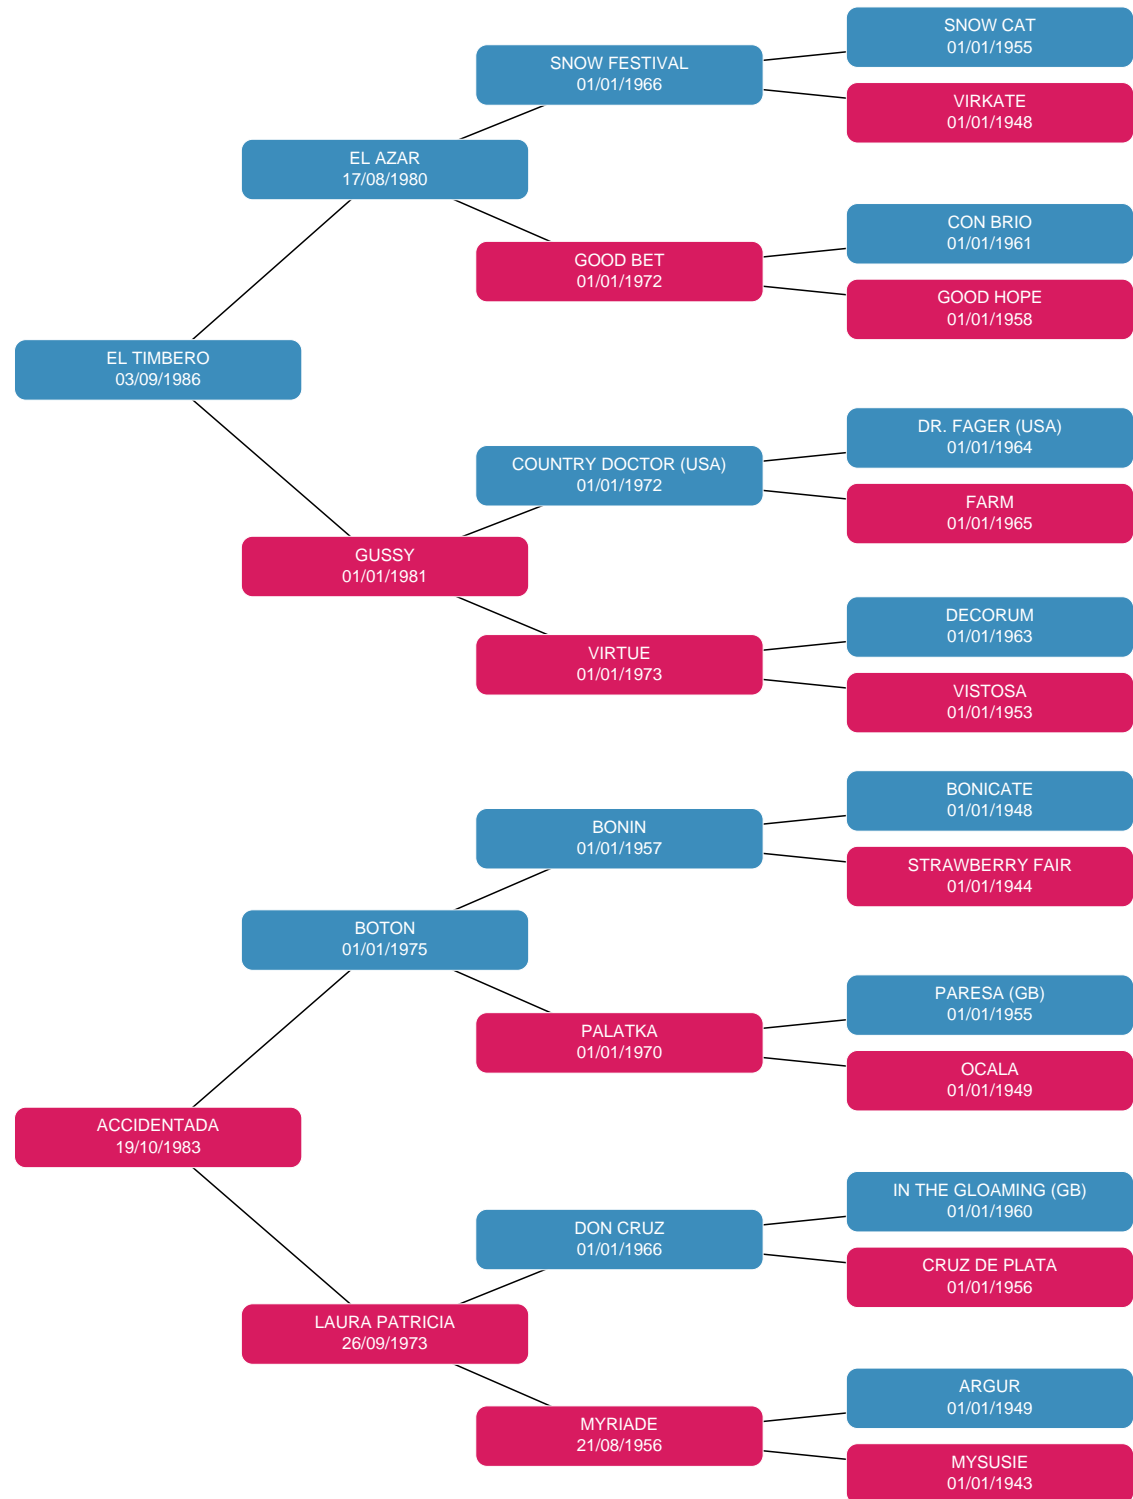 SNOW CAT
01/01/1955
SNOW FESTIVAL
01/01/1966
VIRKATE
01/01/1948
EL AZAR
17/08/1980
CON BRIO
01/01/1961
GOOD BET
01/01/1972
GOOD HOPE
01/01/1958
EL TIMBERO
03/09/1986
DR. FAGER (USA)
01/01/1964
COUNTRY DOCTOR (USA)
01/01/1972
FARM
01/01/1965
GUSSY
01/01/1981
DECORUM
01/01/1963
VIRTUE
01/01/1973
VISTOSA
01/01/1953
BONICATE
01/01/1948
BONIN
01/01/1957
STRAWBERRY FAIR
01/01/1944
BOTON
01/01/1975
PARESA (GB)
01/01/1955
PALATKA
01/01/1970
OCALA
01/01/1949
ACCIDENTADA
19/10/1983
IN THE GLOAMING (GB)
01/01/1960
DON CRUZ
01/01/1966
CRUZ DE PLATA
01/01/1956
LAURA PATRICIA
26/09/1973
ARGUR
01/01/1949
MYRIADE
21/08/1956
MYSUSIE
01/01/1943